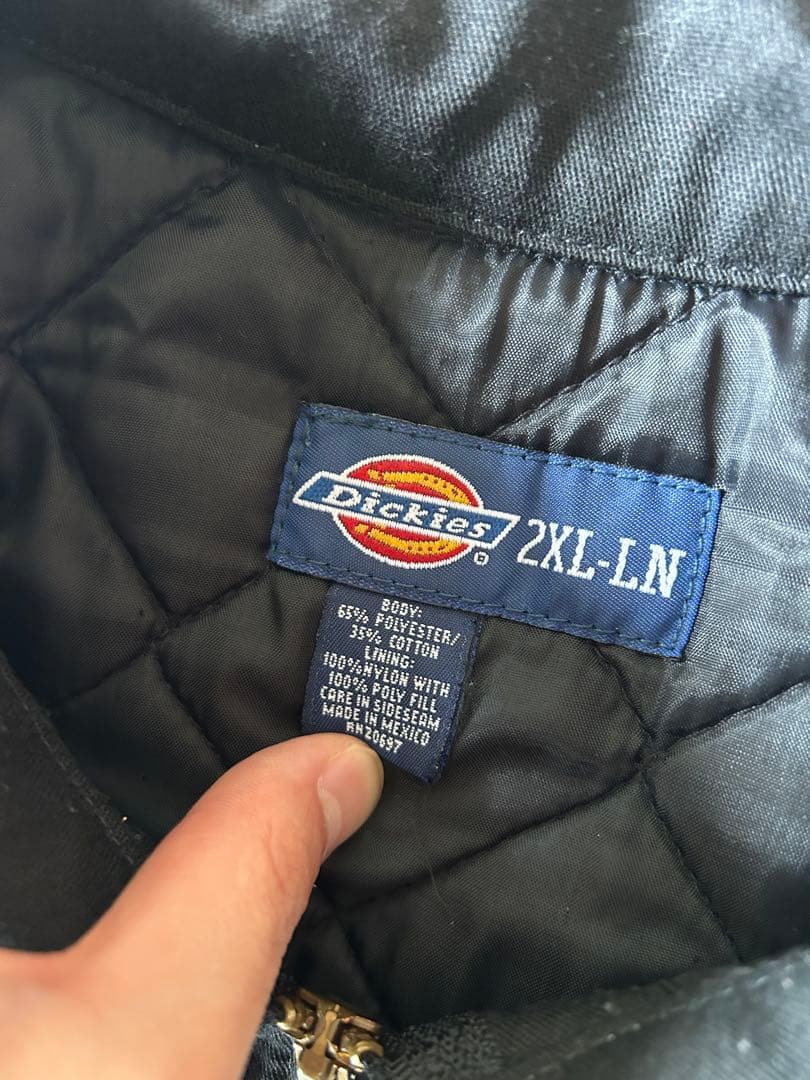 Dickies
2XL-LN
BODY:
65% POLYESTER/
35% COTTON
LINING:
100%NYLON WITH
100% POLY FILL
CARE IN SIDESEAM
MADE IN MEXICO